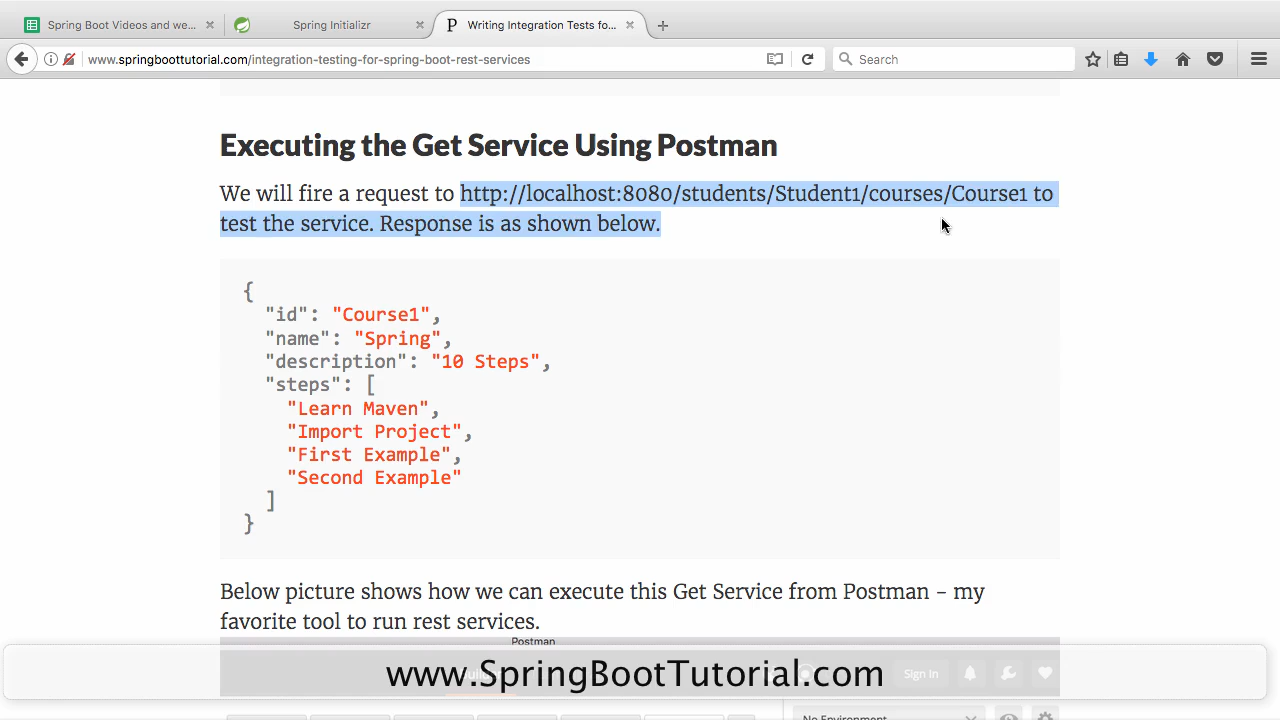 Spring Boot Videos and we...
Spring Initializr
Writing Integration Tests fo...
www.springboottutorial.com/integration-testing-for-spring-boot-rest-services
Search
Executing the Get Service Using Postman
We will fire a request to http://localhost:8080/students/Student1/courses/Course1 to
test the service. Response is as shown below.
{
"id": "Course1",
"name": "Spring",
"description": "10 Steps",
"steps": [
"Learn Maven",
"Import Project",
"First Example",
"Second Example"
]
}
Below picture shows how we can execute this Get Service from Postman – my
favorite tool to run rest services.
Postman
www.SpringBootTutorial.com
Sign In
No Environment